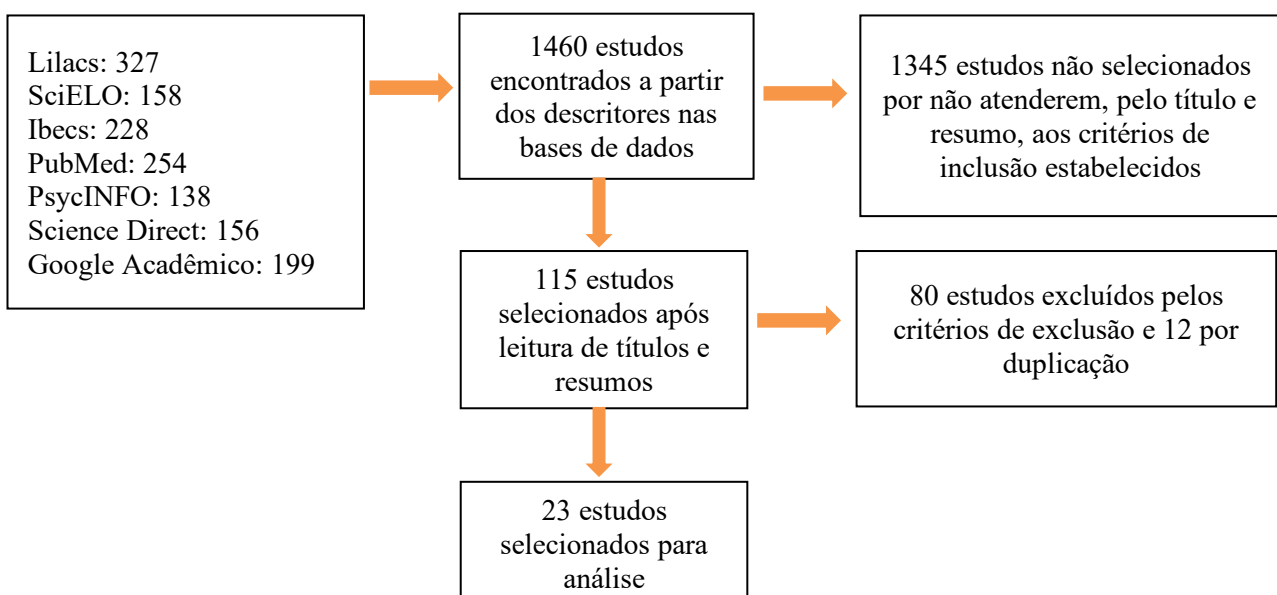 Lilacs: 327
SciELO: 158
Ibecs: 228
PubMed: 254
PsycINFO: 138
Science Direct: 156
Google Acadêmico: 199
1460 estudos
encontrados a partir
dos descritores nas
bases de dados
1345 estudos não selecionados
por não atenderem, pelo título e
resumo, aos critérios de
inclusão estabelecidos
115 estudos
selecionados após
leitura de títulos e
resumos
80 estudos excluídos pelos
critérios de exclusão e 12 por
duplicação
23 estudos
selecionados para
análise